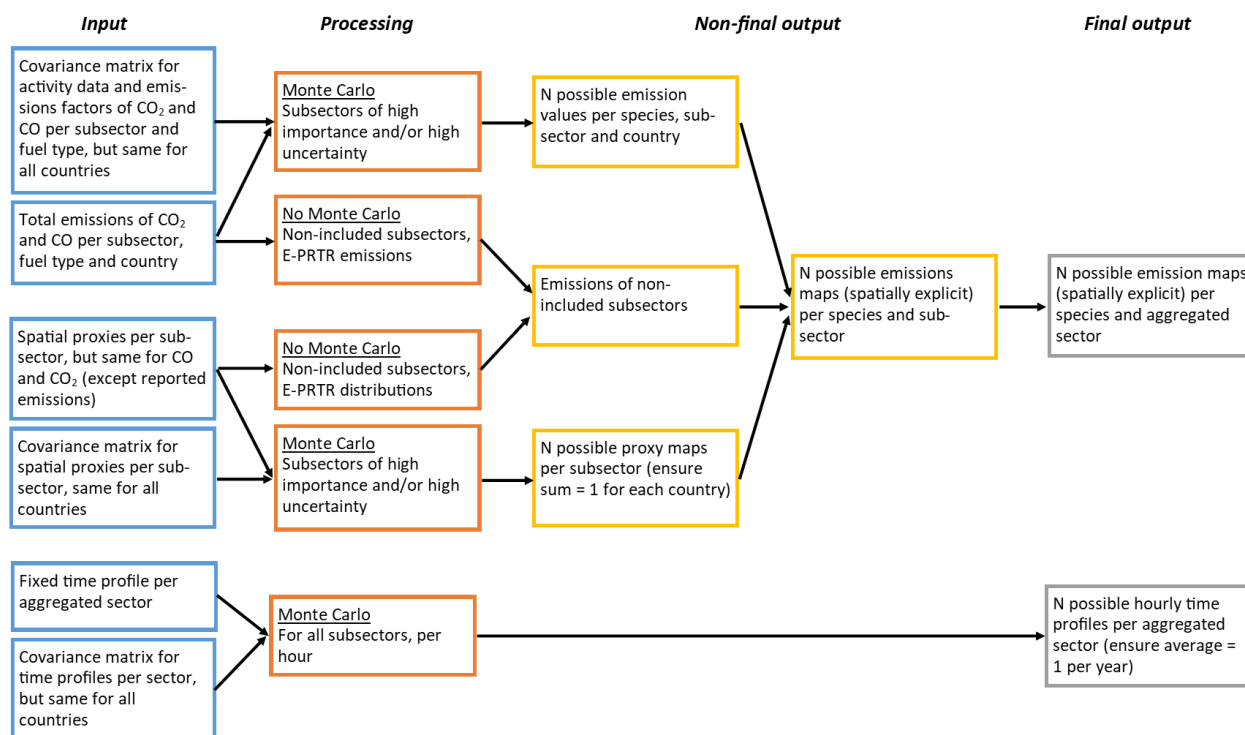 Input
Processing
Non-final output
Final output
Covariance matrix for
activity data and emis-
sions factors of CO₂ and
CO per subsector and
fuel type, but same for
all countries
Total emissions of CO₂
and CO per subsector,
fuel type and country
Spatial proxies per sub-
sector, but same for CO
and CO₂ (except reported
emissions)
Covariance matrix for
spatial proxies per sub-
sector, same for all
countries
Fixed time profile per
aggregated sector
Covariance matrix for
time profiles per sector,
but same for all
countries
Monte Carlo
Subsectors of high
importance and/or high
uncertainty
No Monte Carlo
Non-included subsectors,
E-PRTR emissions
No Monte Carlo
Non-included subsectors,
E-PRTR distributions
Monte Carlo
Subsectors of high
importance and/or high
uncertainty
Monte Carlo
For all subsectors, per
hour
N possible emission
values per species, sub-
sector and country
Emissions of non-
included subsectors
N possible proxy maps
per subsector (ensure
sum = 1 for each country)
N possible emissions
maps (spatially explicit)
per species and sub-
sector
N possible emission maps
(spatially explicit) per
species and aggregated
sector
N possible hourly time
profiles per aggregated
sector (ensure average =
1 per year)